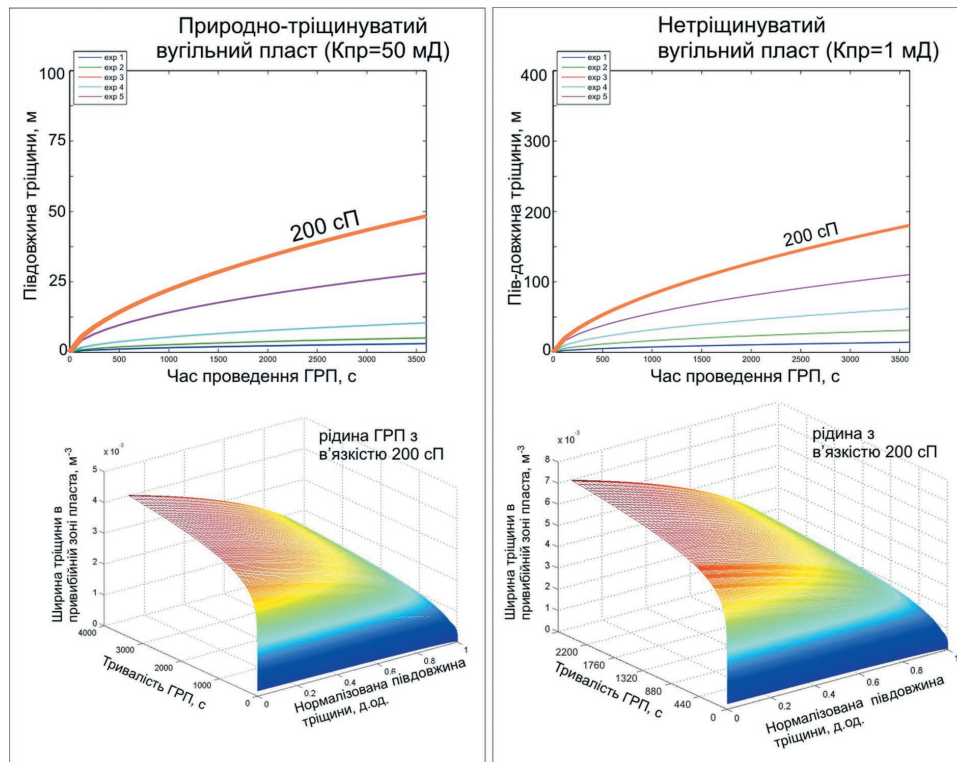 Природно-тріщинуватий
вугільний пласт (Кпр=50 мД)
exp 1
exp 2
exp 3
exp 4
exp 5
100
75
50
25
0
Півдовжина тріщини, м
200 сП
0
500
1000
1500
2000
2500
3000
3500
Час проведення ГРП, с
рідина ГРП з
в’язкістю 200 сП
x 10⁻³
5
4
3
2
1
0
Ширина тріщини в
привибійній зоні пласта, м⁻³
4000
3000
2000
1000
0
Тривалість ГРП, с
0
0.2
0.4
0.6
0.8
1
Нормалізована півдовжина
тріщини, д.од.
Нетріщинуватий
вугільний пласт (Кпр=1 мД)
exp 1
exp 2
exp 3
exp 4
exp 5
400
300
200
100
0
Пів-довжина тріщини, м
200 сП
0
500
1000
1500
2000
2500
3000
3500
Час проведення ГРП, с
рідина з
в’язкістю 200 сП
x 10⁻³
8
7
6
5
4
3
2
1
0
Ширина тріщини в
привибійній зоні пласта, м⁻³
2200
1760
1320
880
440
0
Тривалість ГРП, с
0
0.2
0.4
0.6
0.8
1
Нормалізована півдовжина
тріщини, д.од.